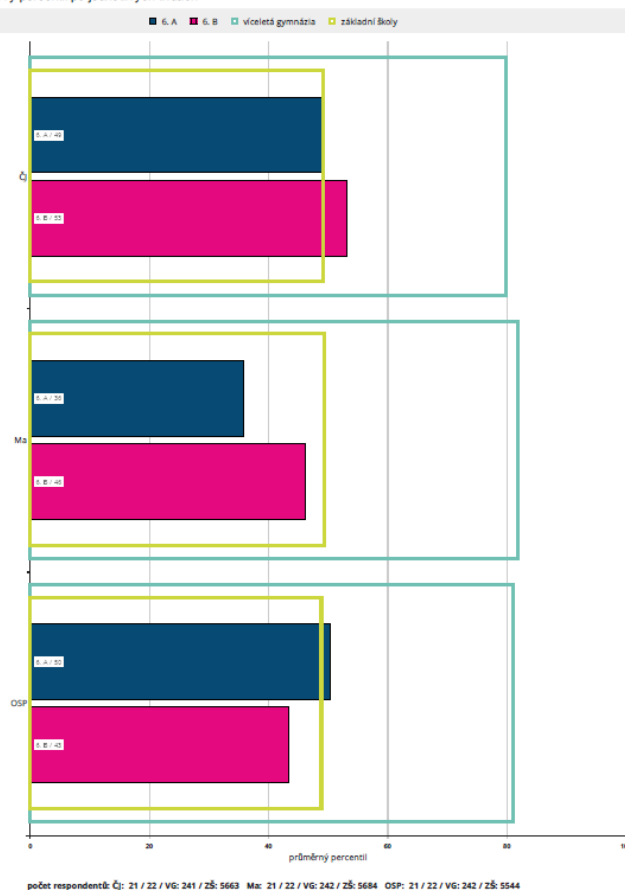 6. A 6. B víceletá gymnázia základní školy
6. A / 49
Čj
6. B / 53
6. A / 36
Ma
6. B / 46
6. A / 50
OSP
6. B / 43
0 20 40 60 80
průměrný percentil
počet respondentů: Čj: 21 / 22 / VG: 241 / ZŠ: 5663 Ma: 21 / 22 / VG: 242 / ZŠ: 5684 OSP: 21 / 22 / VG: 242 / ZŠ: 5544